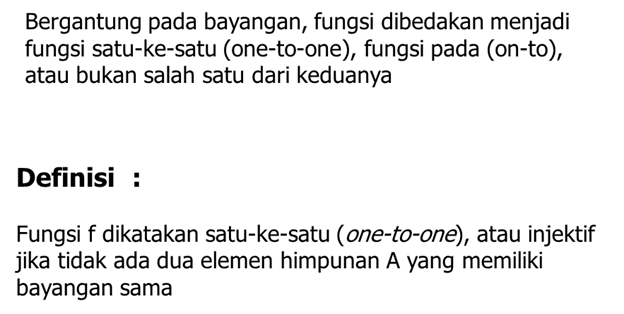 Bergantung pada bayangan, fungsi dibedakan menjadi
fungsi satu-ke-satu (one-to-one), fungsi pada (on-to),
atau bukan salah satu dari keduanya
Definisi :
Fungsi f dikatakan satu-ke-satu (one-to-one), atau injektif
jika tidak ada dua elemen himpunan A yang memiliki
bayangan sama